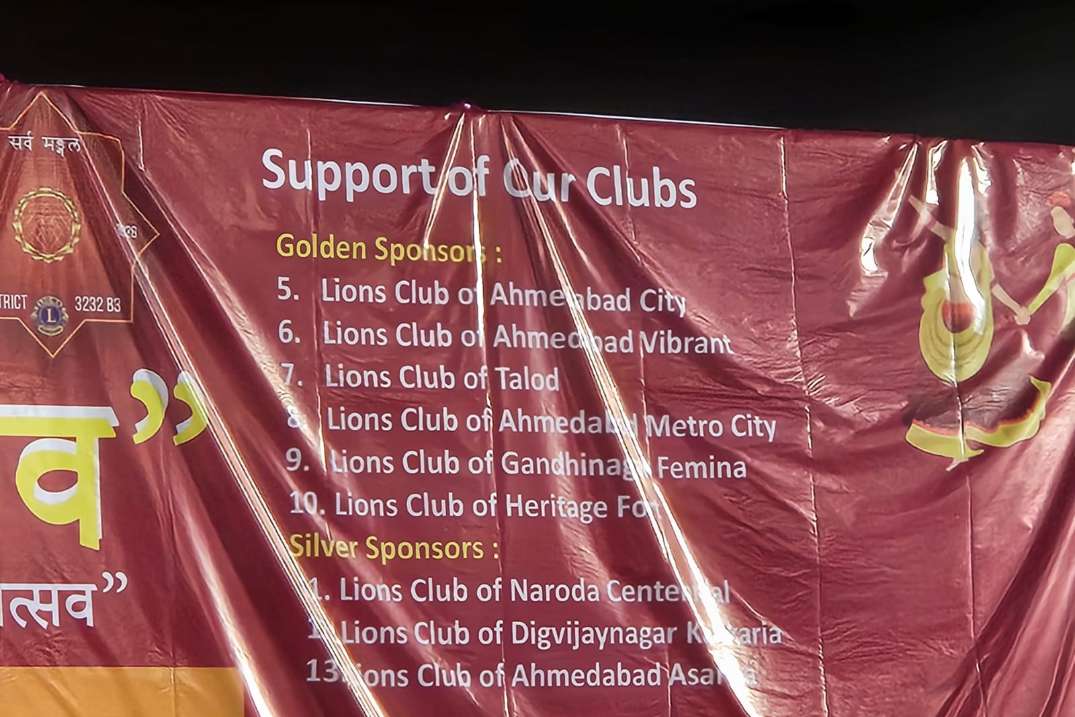 सर्व मङ्गल
3232 B3
L
व”
त्सव”
Support of Our Clubs
Golden Sponsors :
5. Lions Club of Ahmedabad City
6. Lions Club of Ahmedabad Vibrant
7. Lions Club of Talod
8. Lions Club of Ahmedabad Metro City
9. Lions Club of Gandhinagar Femina
10. Lions Club of Heritage
Silver Sponsors :
1. Lions Club of Naroda
Lions Club of Digvijaynagar
13. Lions Club of Ahmedabad